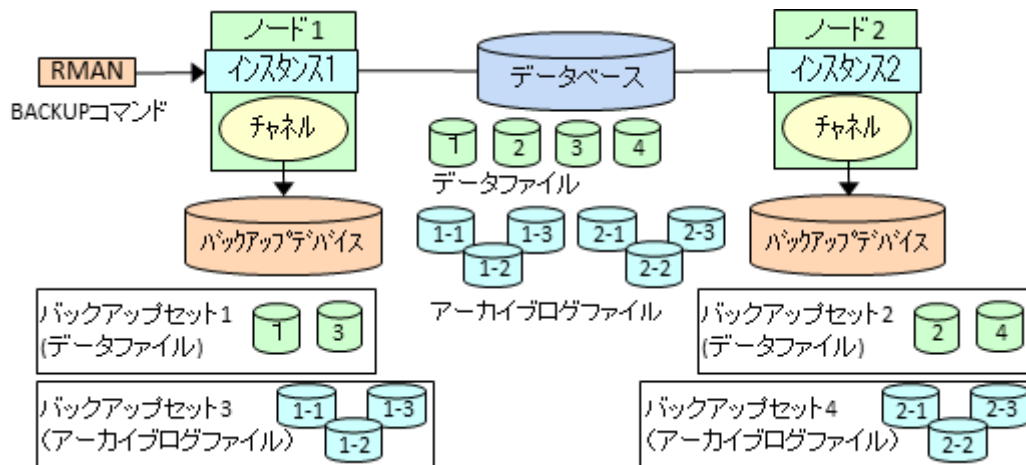 ノード1
ノード2
RMAN
インスタンス1
データベース
インスタンス2
BACKUPコマンド
チャネル
チャネル
1
2
3
4
データファイル
バックアップデバイス
バックアップデバイス
1-1
1-3
2-1
2-3
1-2
2-2
アーカイブログファイル
バックアップセット1
(データファイル)
1
3
バックアップセット2
(データファイル)
2
4
バックアップセット3
(アーカイブログファイル)
1-1
1-3
1-2
バックアップセット4
(アーカイブログファイル)
2-1
2-3
2-2